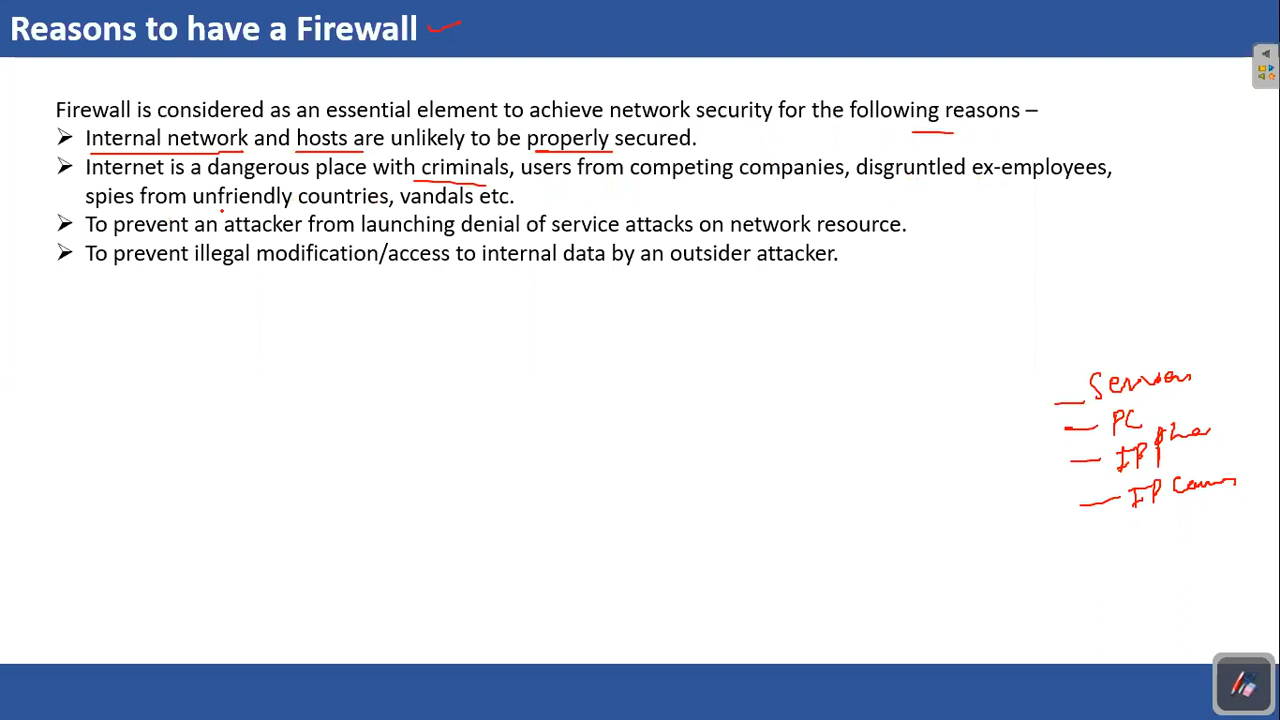 Reasons to have a Firewall
Firewall is considered as an essential element to achieve network security for the following reasons –
➢ Internal network and hosts are unlikely to be properly secured.
➢ Internet is a dangerous place with criminals, users from competing companies, disgruntled ex-employees,
spies from unfriendly countries, vandals etc.
➢ To prevent an attacker from launching denial of service attacks on network resource.
➢ To prevent illegal modification/access to internal data by an outsider attacker.
– PC
– IP
– IP